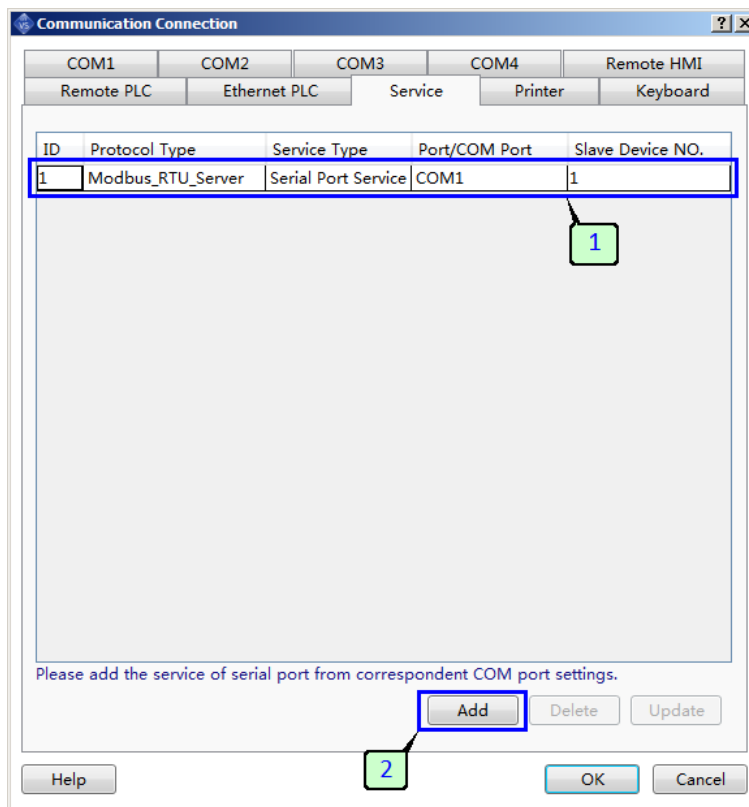 Communication Connection
COM1 COM2 COM3 COM4 Remote HMI
Remote PLC Ethernet PLC Service Printer Keyboard
ID Protocol Type Service Type Port/COM Port Slave Device NO.
1 Modbus_RTU_Server Serial Port Service COM1 1
1
Please add the service of serial port from correspondent COM port settings.
Add Delete Update
2
Help OK Cancel